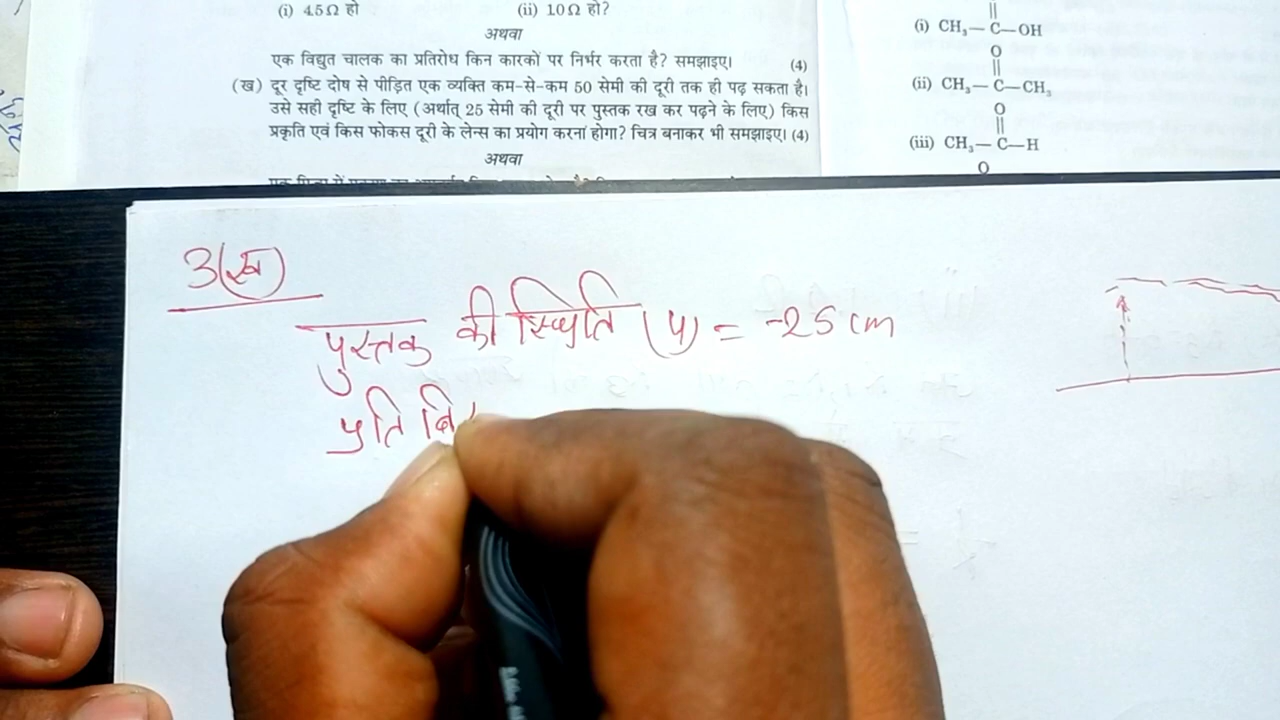 (i) 4.5 Ω हो (ii) 10 Ω हो?
अथवा
एक विद्युत चालक का प्रतिरोध किन कारकों पर निर्भर करता है? समझाइए। (4)
(ख) दूर दृष्टि दोष से पीड़ित एक व्यक्ति कम-से-कम 50 सेमी की दूरी तक ही पढ़ सकता है।
उसे सही दृष्टि के लिए (अर्थात् 25 सेमी की दूरी पर पुस्तक रख कर पढ़ने के लिए) किस
प्रकृति एवं किस फोकस दूरी के लेन्स का प्रयोग करना होगा? चित्र बनाकर भी समझाइए। (4)
अथवा
(i) CH₃—C—OH
O
(ii) CH₃—C—CH₃
O
(iii) CH₃—C—H
O
3(ख)
पुस्तक की स्थिति (u) = -25 cm
प्रति बि